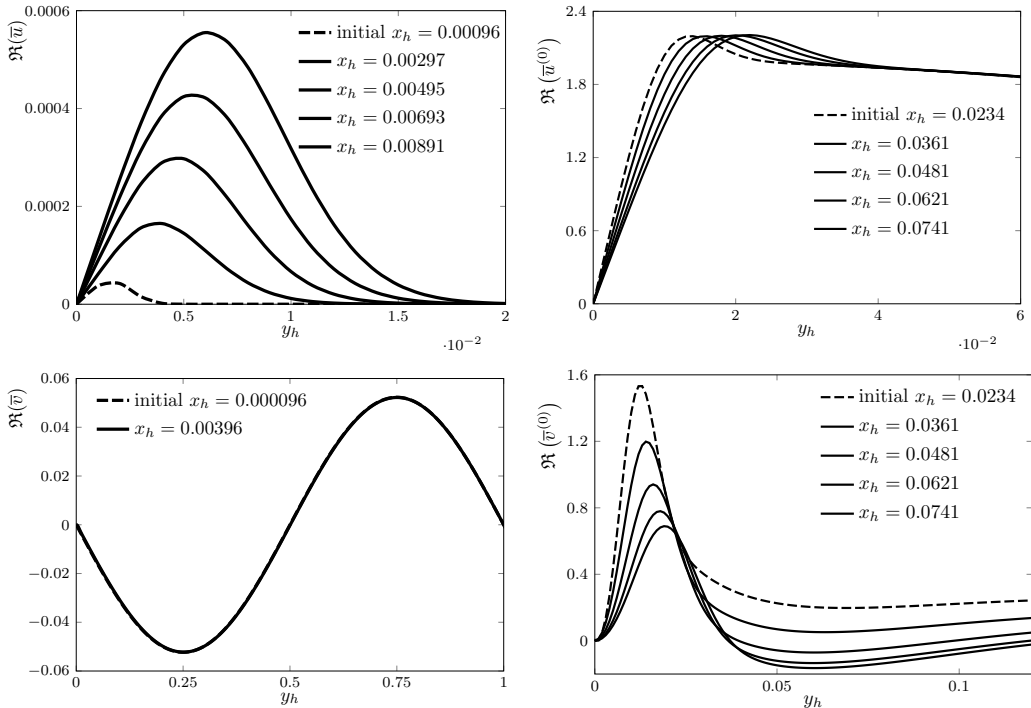 ℜ(u̅)
0.0006
0.0004
0.0002
0
0
0.5
1
1.5
2
y_h
·10⁻²
initial x_h = 0.00096
x_h = 0.00297
x_h = 0.00495
x_h = 0.00693
x_h = 0.00891
ℜ (u̅⁽⁰⁾)
2.4
1.8
1.2
0.6
0
0
2
4
6
y_h
·10⁻²
initial x_h = 0.0234
x_h = 0.0361
x_h = 0.0481
x_h = 0.0621
x_h = 0.0741
ℜ(v̅)
0.06
0.04
0.02
0
−0.02
−0.04
−0.06
0
0.25
0.5
0.75
1
y_h
initial x_h = 0.000096
x_h = 0.00396
ℜ (v̅⁽⁰⁾)
1.6
1.2
0.8
0.4
0
0
0.05
0.1
y_h
initial x_h = 0.0234
x_h = 0.0361
x_h = 0.0481
x_h = 0.0621
x_h = 0.0741